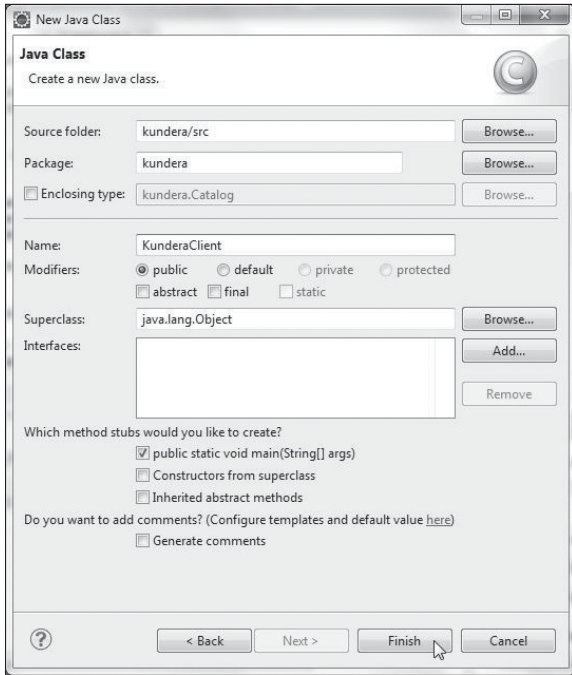 New Java Class
Java Class
Create a new Java class.
C
Source folder: kundera/src Browse...
Package: kundera Browse...
Enclosing type: kundera.Catalog Browse...
Name: KunderaClient
Modifiers: public default private protected
abstract final static
Superclass: java.lang.Object Browse...
Interfaces: Add...
Remove
Which method stubs would you like to create?
public static void main(String[] args)
Constructors from superclass
Inherited abstract methods
Do you want to add comments? (Configure templates and default value here)
Generate comments
? < Back Next > Finish Cancel